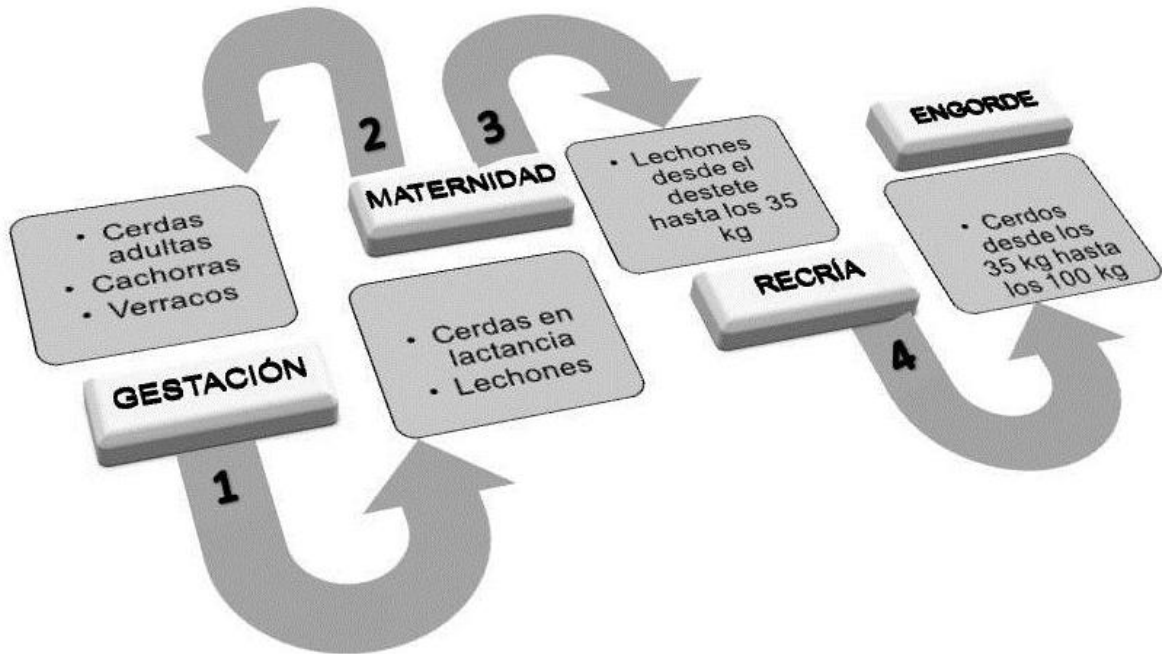 • Cerdas
adultas
• Cachorras
• Verracos
GESTACIÓN
1
2
MATERNIDAD
• Cerdas en
lactancia
• Lechones
3
• Lechones
desde el
destete
hasta los 35
kg
RECRÍA
4
ENGORDE
• Cerdos
desde los
35 kg hasta
los 100 kg